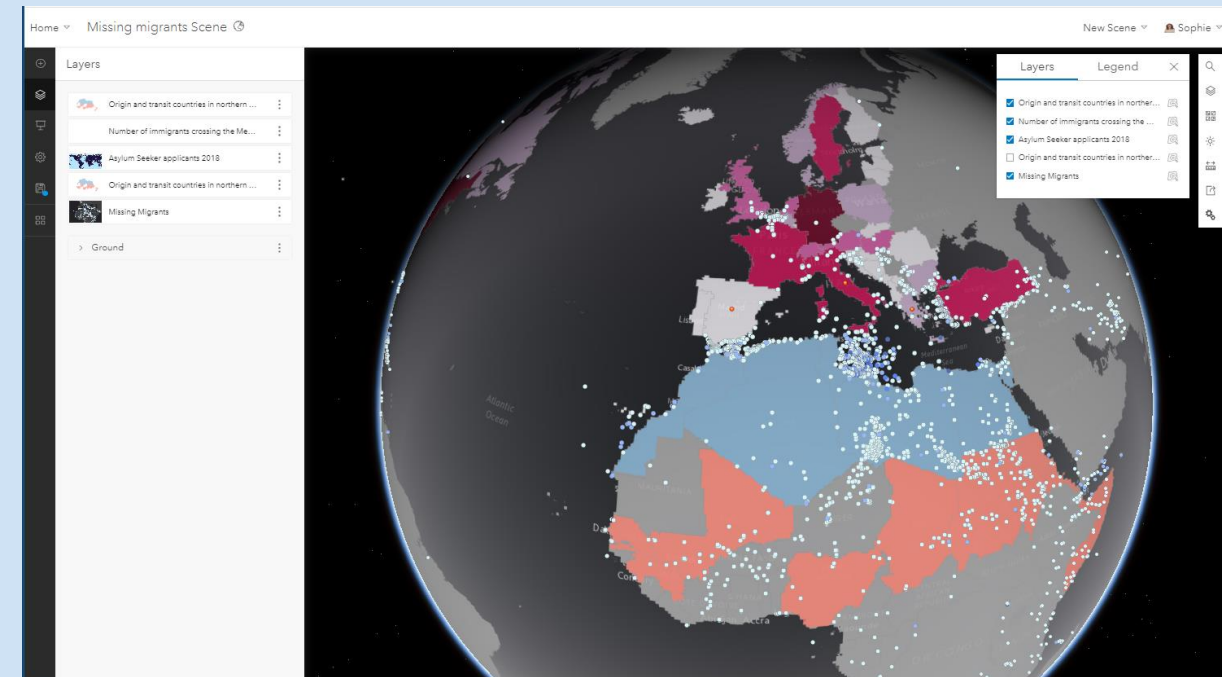 Home Missing migrants Scene New Scene Sophie
Layers
Origin and transit countries in northern ...
Number of immigrants crossing the Me...
Asylum Seeker applicants 2018
Origin and transit countries in northern ...
Missing Migrants
Ground
Layers Legend
Origin and transit countries in norther...
Number of immigrants crossing the ...
Asylum Seeker applicants 2018
Origin and transit countries in norther...
Missing Migrants
Atlantic
Ocean
Mediterranean
Sea
Accra